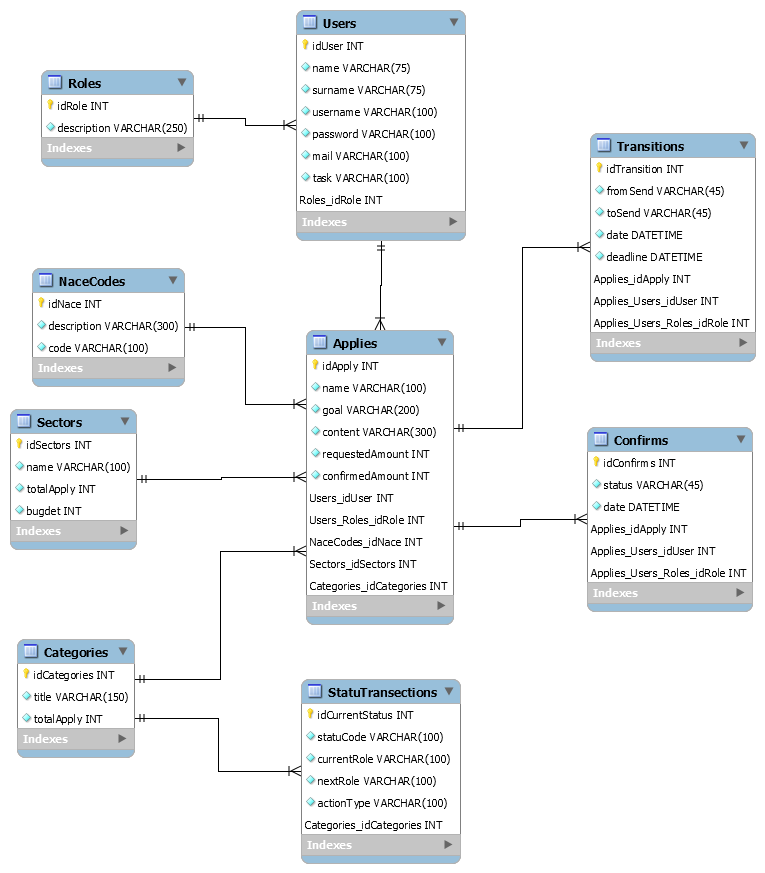 Users
idUser INT
name VARCHAR(75)
surname VARCHAR(75)
username VARCHAR(100)
password VARCHAR(100)
mail VARCHAR(100)
task VARCHAR(100)
Roles_idRole INT
Indexes
Roles
idRole INT
description VARCHAR(250)
Indexes
Transitions
idTransition INT
fromSend VARCHAR(45)
toSend VARCHAR(45)
date DATETIME
deadline DATETIME
Applies_idApply INT
Applies_Users_idUser INT
Applies_Users_Roles_idRole INT
Indexes
NaceCodes
idNace INT
description VARCHAR(300)
code VARCHAR(100)
Indexes
Applies
idApply INT
name VARCHAR(100)
goal VARCHAR(200)
content VARCHAR(300)
requestedAmount INT
confirmedAmount INT
Users_idUser INT
Users_Roles_idRole INT
NaceCodes_idNace INT
Sectors_idSectors INT
Categories_idCategories INT
Indexes
Sectors
idSectors INT
name VARCHAR(100)
totalApply INT
bugdet INT
Indexes
Confirms
idConfirms INT
status VARCHAR(45)
date DATETIME
Applies_idApply INT
Applies_Users_idUser INT
Applies_Users_Roles_idRole INT
Indexes
Categories
idCategories INT
title VARCHAR(150)
totalApply INT
Indexes
StatuTransections
idCurrentStatus INT
statuCode VARCHAR(100)
currentRole VARCHAR(100)
nextRole VARCHAR(100)
actionType VARCHAR(100)
Categories_idCategories INT
Indexes